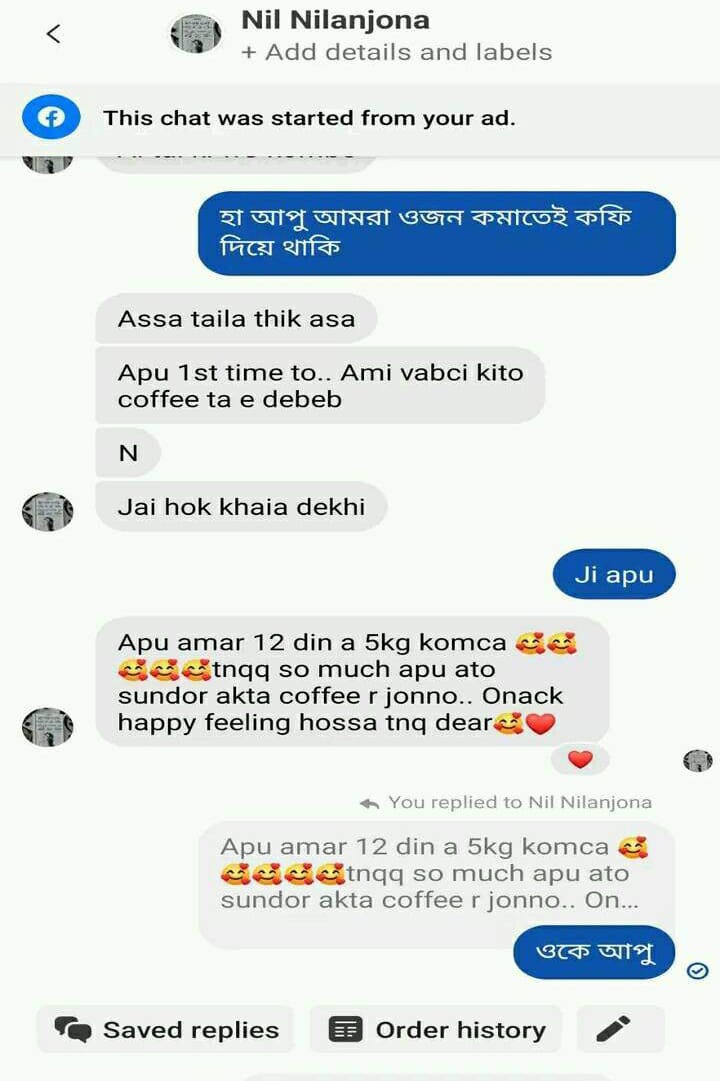 Nil Nilanjona
+ Add details and labels
This chat was started from your ad.
হা আপু আমরা ওজন কমাতেই কফি
দিয়ে থাকি
Assa taila thik asa
Apu 1st time to.. Ami vabci kito
coffee ta e debeb
N
Jai hok khaia dekhi
Ji apu
Apu amar 12 din a 5kg komca 🥰🥰
🥰🥰🥰tnqq so much apu ato
sundor akta coffee r jonno.. Onack
happy feeling hossa tnq dear🥰❤️
You replied to Nil Nilanjona
Apu amar 12 din a 5kg komca 🥰
🥰🥰🥰🥰tnqq so much apu ato
sundor akta coffee r jonno.. On...
ওকে আপু
Saved replies
Order history